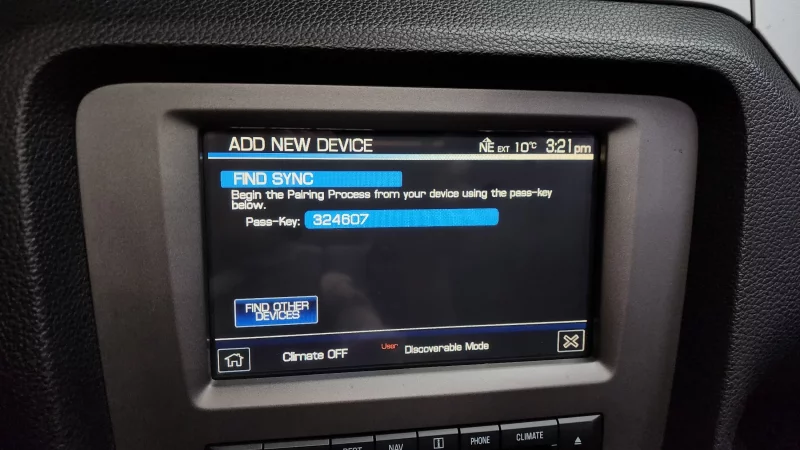 ADD NEW DEVICE
NE EXT 10°C 3:21pm
FIND SYNC
Begin the Pairing Process from your device using the pass-key
below.
Pass-Key: 324607
FIND OTHER
DEVICES
Climate OFF
User Discoverable Mode
NAV
i
PHONE
CLIMATE